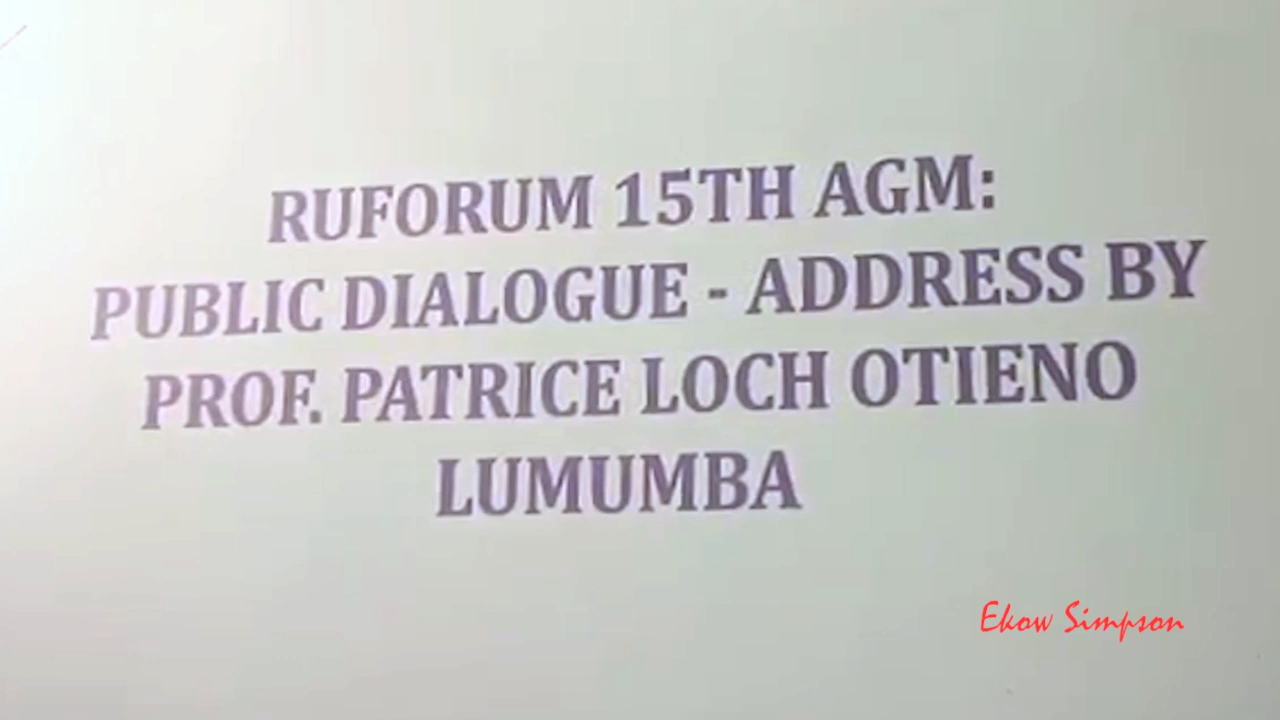 RUFORUM 15TH AGM:
PUBLIC DIALOGUE - ADDRESS BY
PROF. PATRICE LOCH OTIENO
LUMUMBA
Ekow Simpson